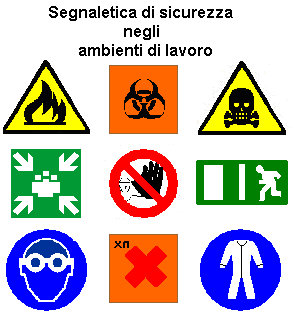 Segnaletica di sicurezza
negli
ambienti di lavoro
Xn